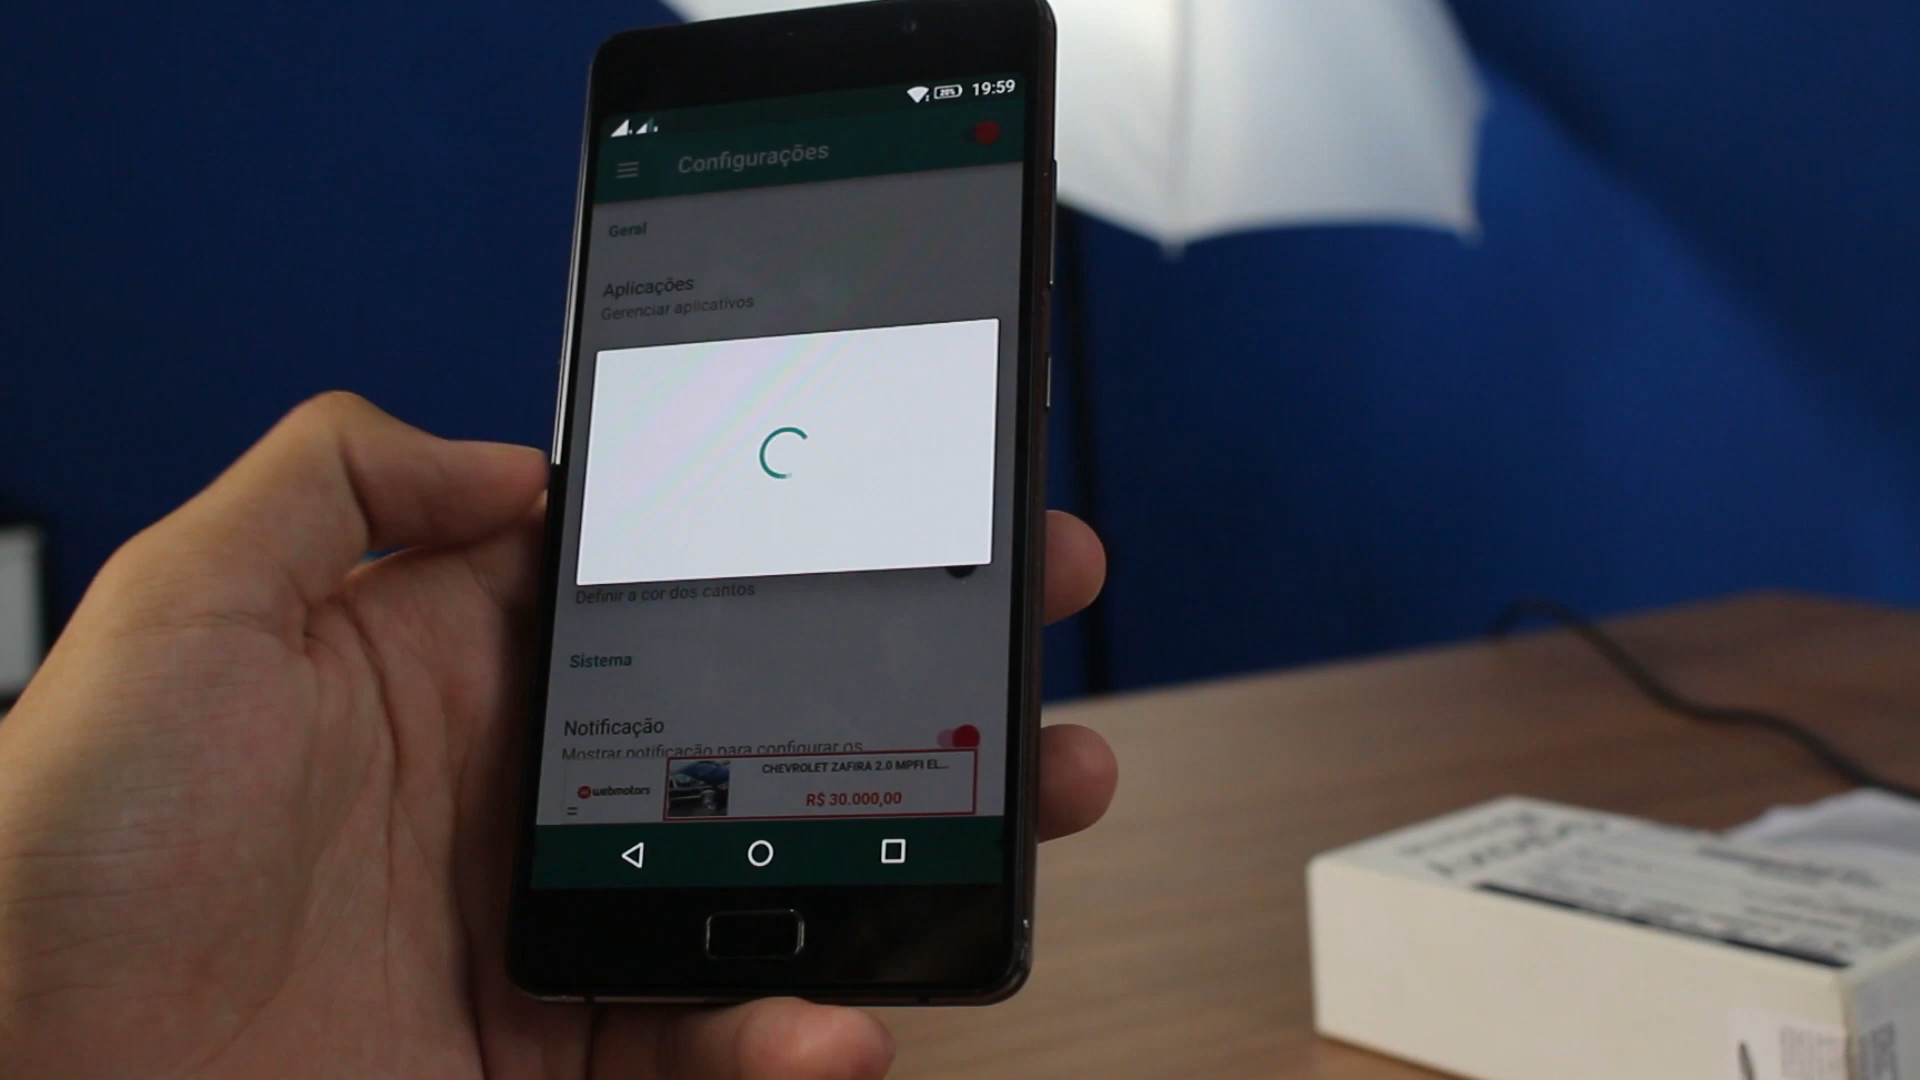 20% 19:59
Configurações
Geral
Aplicações
Gerenciar aplicativos
Definir a cor dos cantos
Sistema
Notificação
Mostrar notificação para configurar os
webmotors
CHEVROLET ZAFIRA 2.0 MPFI EL...
R$ 30.000,00